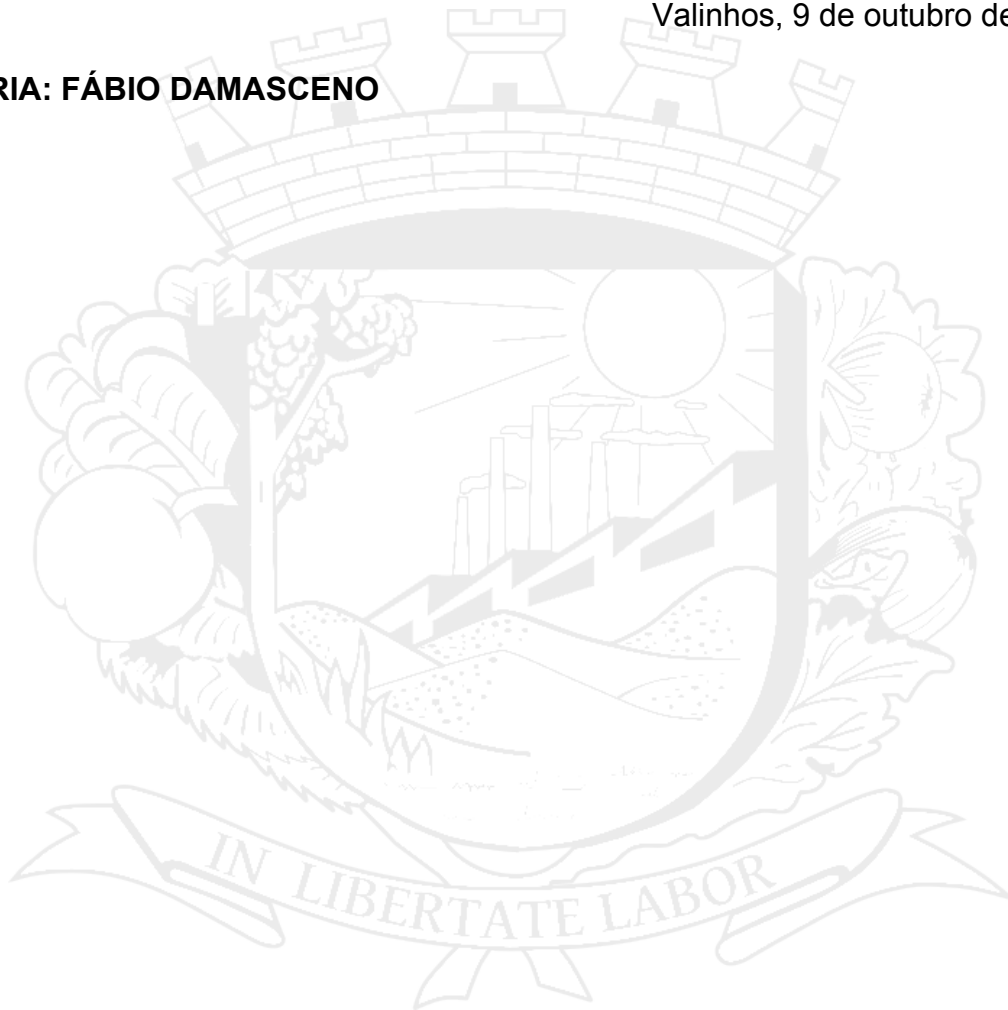 Valinhos, 9 de outubro de
RIA: FÁBIO DAMASCENO
IN LIBERTATE LABOR